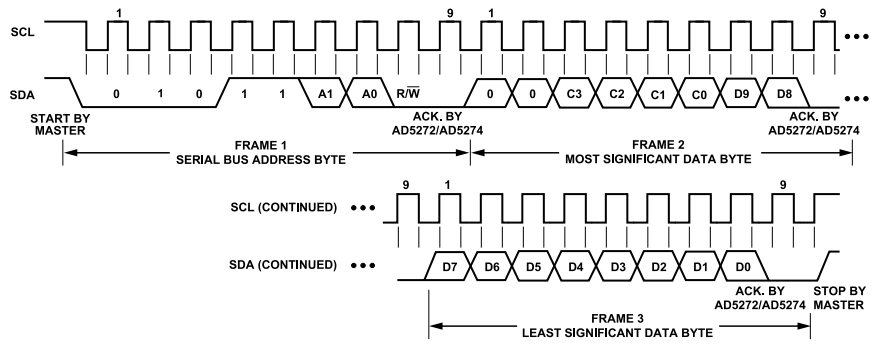 1 9 1 9
SCL
SDA 0 1 0 1 1 A1 A0 R/W 0 0 C3 C2 C1 C0 D9 D8
START BY ACK. BY ACK. BY
MASTER AD5272/AD5274 AD5272/AD5274
FRAME 1 FRAME 2
SERIAL BUS ADDRESS BYTE MOST SIGNIFICANT DATA BYTE
9 1 9
SCL (CONTINUED)
SDA (CONTINUED) D7 D6 D5 D4 D3 D2 D1 D0
ACK. BY STOP BY
AD5272/AD5274 MASTER
FRAME 3
LEAST SIGNIFICANT DATA BYTE